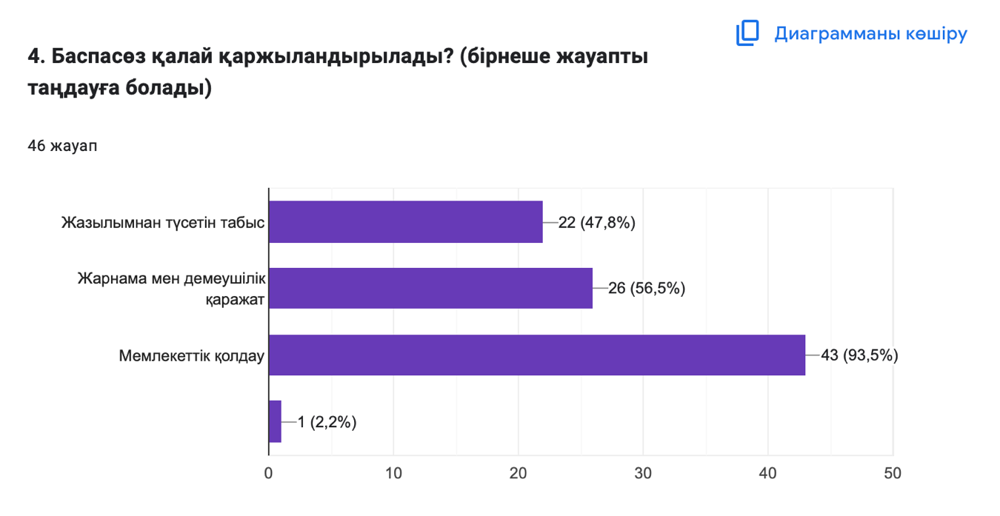 Диаграмманы көшіру
4. Баспасөз қалай қаржыландырылады? (бірнеше жауапты
таңдауға болады)
46 жауап
Жазылымнан түсетін табыс
22 (47,8%)
Жарнама мен демеушілік
қаражат
26 (56,5%)
Мемлекеттік қолдау
43 (93,5%)
1 (2,2%)
0 10 20 30 40 50